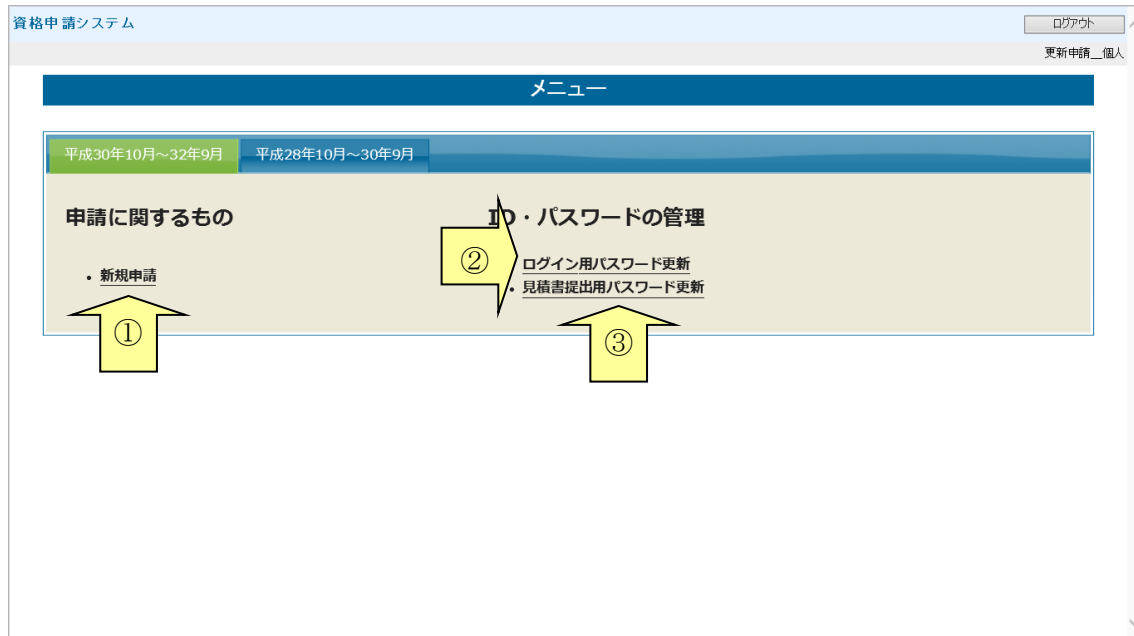 資格申請システム
ログアウト
更新申請__個人
メニュー
平成30年10月～32年9月
平成28年10月～30年9月
申請に関するもの
・新規申請
①
ID・パスワードの管理
②
ログイン用パスワード更新
・見積書提出用パスワード更新
③